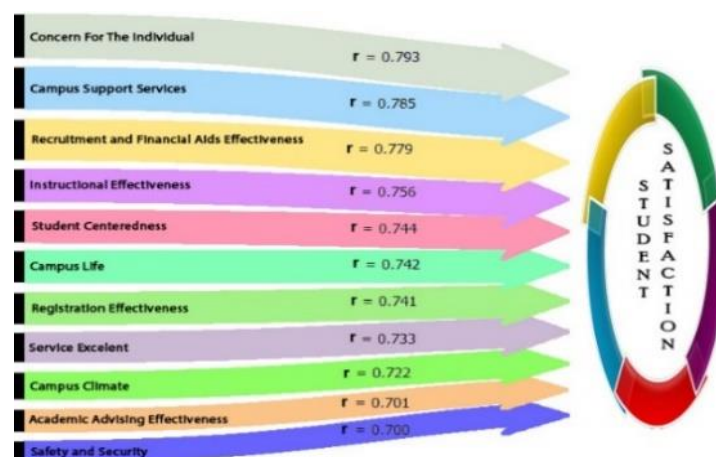 Concern For The Individual
r = 0.793
Campus Support Services
r = 0.785
Recruitment and Financial Aids Effectiveness
r = 0.779
Instructional Effectiveness
r = 0.756
Student Centeredness
r = 0.744
Campus Life
r = 0.742
Registration Effectiveness
r = 0.741
Service Excelent
r = 0.733
Campus Climate
r = 0.722
Academic Advising Effectiveness
r = 0.701
Safety and Security
r = 0.700
STUDENT
SATISFACTION